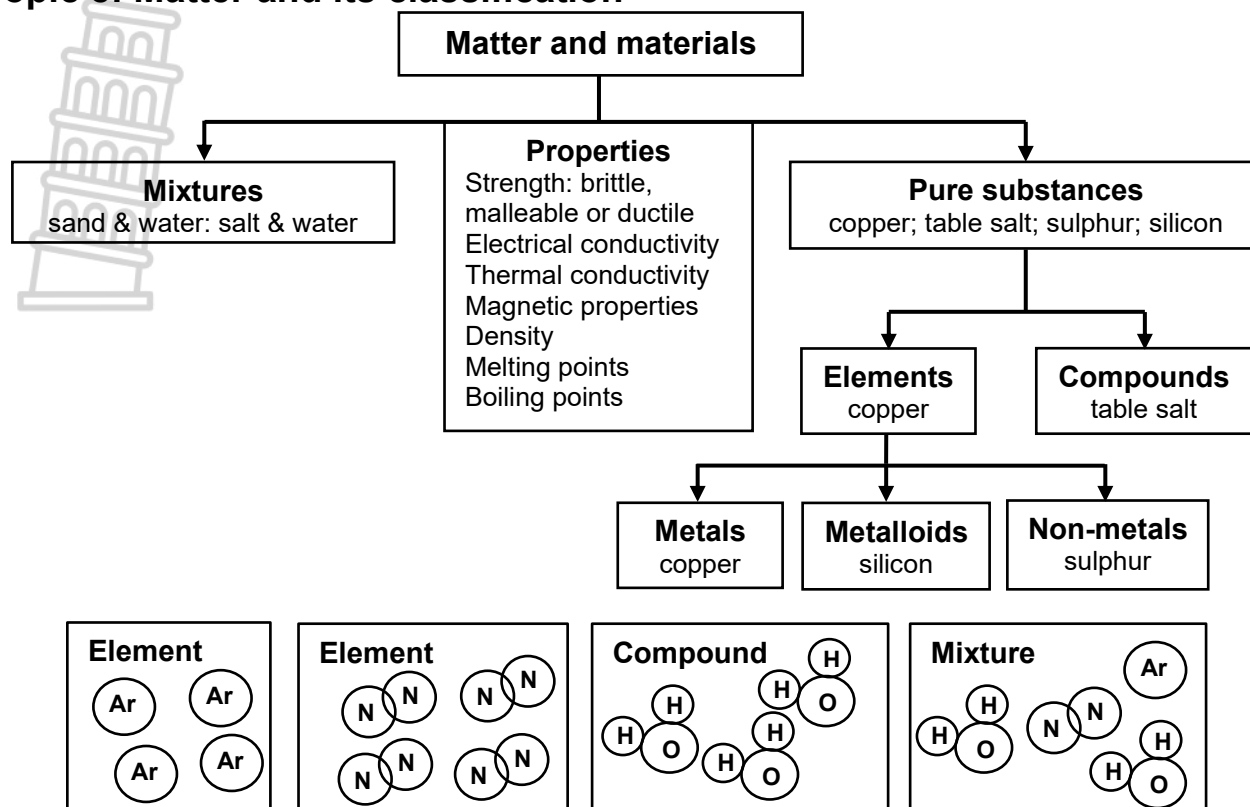 Matter and materials
Mixtures
sand & water: salt & water
Properties
Strength: brittle,
malleable or ductile
Electrical conductivity
Thermal conductivity
Magnetic properties
Density
Melting points
Boiling points
Pure substances
copper; table salt; sulphur; silicon
Elements
copper
Compounds
table salt
Metals
copper
Metalloids
silicon
Non-metals
sulphur
Element
Ar
Ar
Ar
Ar
Element
N N
N N
N N
N N
Compound
H
H O
H
H O
H
H O
Mixture
Ar
H
H O
N N
H
H O